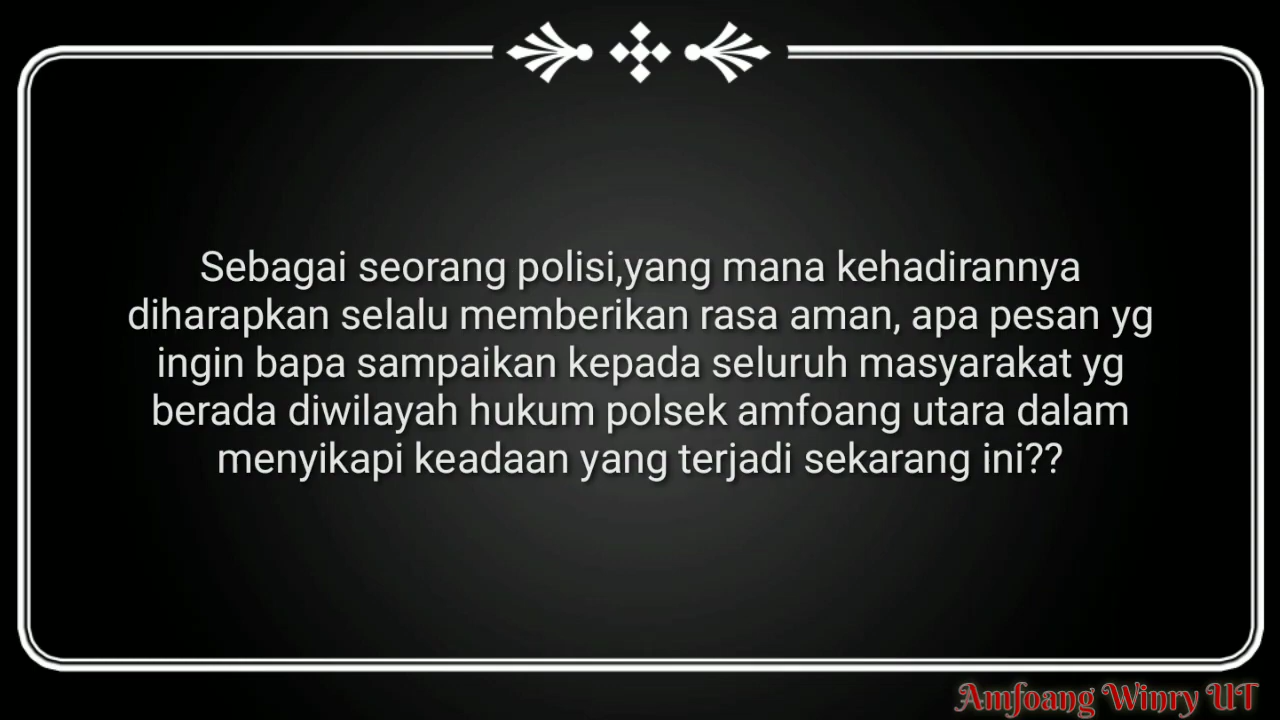 Sebagai seorang polisi,yang mana kehadirannya
diharapkan selalu memberikan rasa aman, apa pesan yg
ingin bapa sampaikan kepada seluruh masyarakat yg
berada diwilayah hukum polsek amfoang utara dalam
menyikapi keadaan yang terjadi sekarang ini??
Amfoang Winry UT